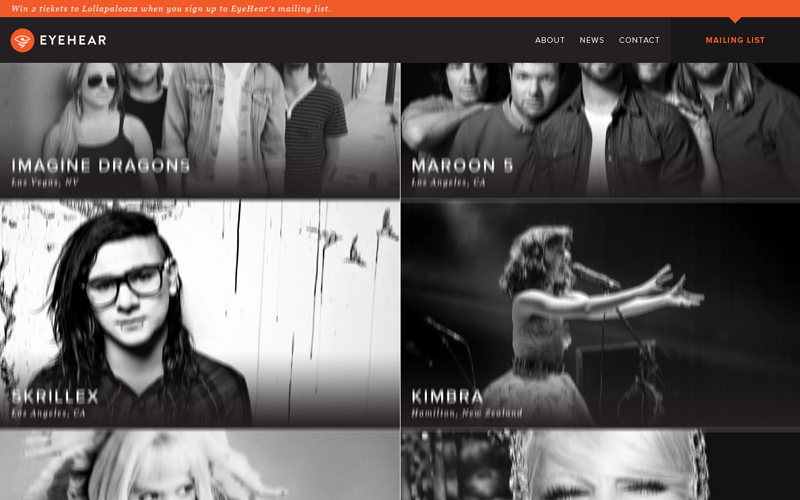 Win 2 tickets to Lollapalooza when you sign up to EyeHear's mailing list.
EYEHEAR
ABOUT NEWS CONTACT MAILING LIST
IMAGINE DRAGONS
Las Vegas, NV
MAROON 5
Los Angeles, CA
SKRILLEX
Los Angeles, CA
KIMBRA
Hamilton, New Zealand